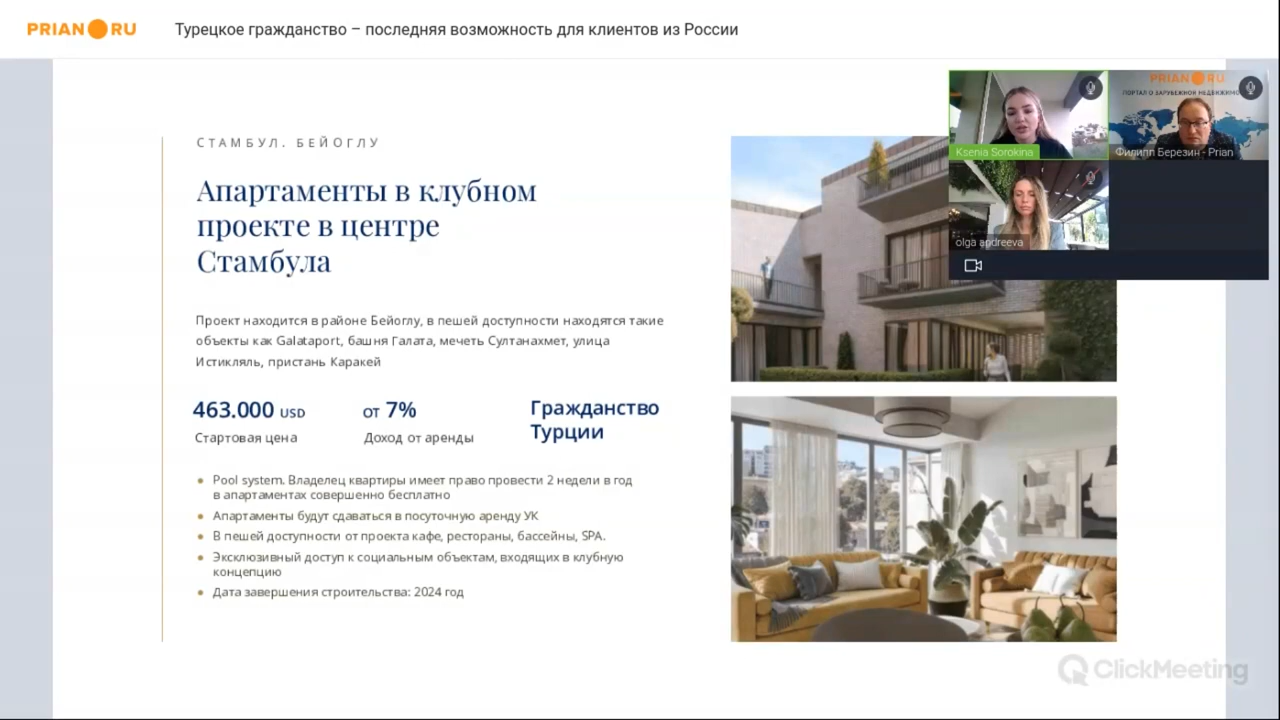 PRIAN RU
Турецкое гражданство – последняя возможность для клиентов из России
PRIAN RU
Ksenia Sorokina
Филипп Березин - Prian
olga andreeva
СТАМБУЛ. БЕЙОГЛУ
Апартаменты в клубном
проекте в центре
Стамбула
Проект находится в районе Бейоглу, в пешей доступности находятся такие
объекты как Galataport, башня Галата, мечеть Султанахмет, улица
Истикляль, пристань Каракей
463.000 USD
Стартовая цена
от 7%
Доход от аренды
Гражданство
Турции
Pool system. Владелец квартиры имеет право провести 2 недели в год
в апартаментах совершенно бесплатно
Апартаменты будут сдаваться в посуточную аренду УК
В пешей доступности от проекта кафе, рестораны, бассейны, SPA.
Эксклюзивный доступ к социальным объектам, входящих в клубную
концепцию
Дата завершения строительства: 2024 год
ClickMeeting